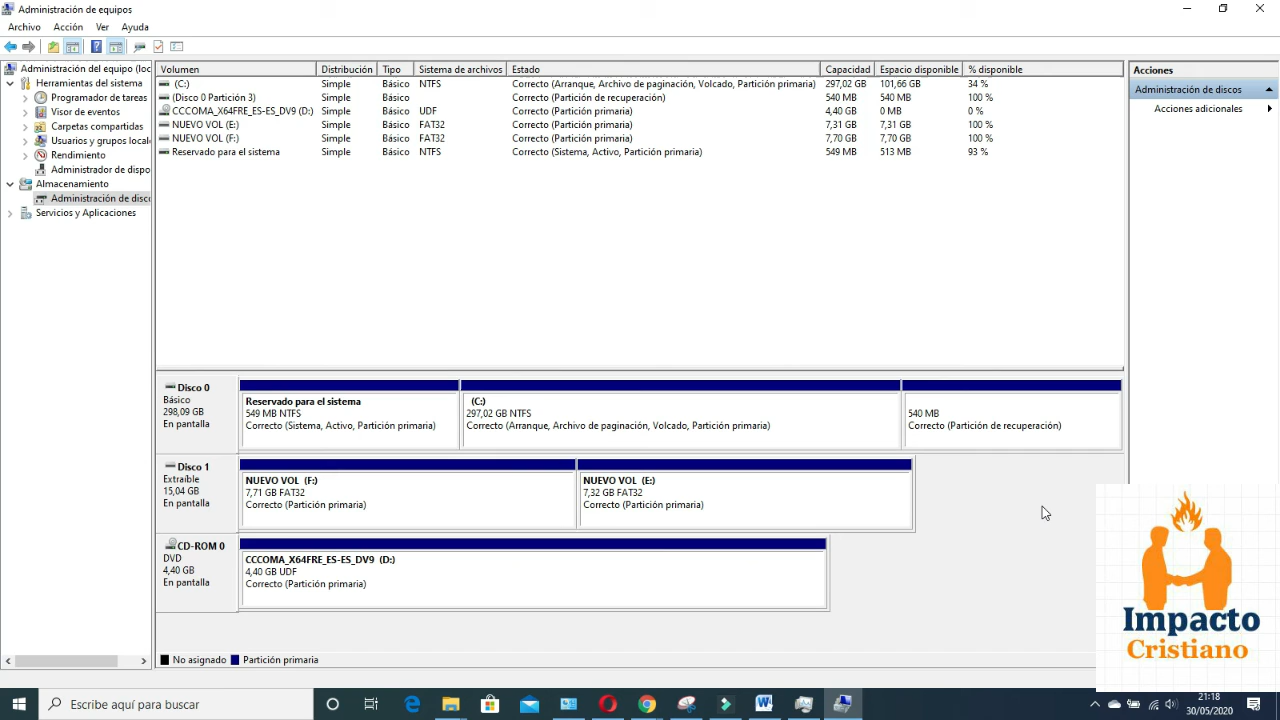 Administración de equipos
Archivo Acción Ver Ayuda
Administración del equipo (loc
Herramientas del sistema
Programador de tareas
Visor de eventos
Carpetas compartidas
Usuarios y grupos locale
Rendimiento
Administrador de dispo
Almacenamiento
Administración de disco
Servicios y Aplicaciones
Volumen Distribución Tipo Sistema de archivos Estado Capacidad Espacio disponible % disponible
(C:) Simple Básico NTFS Correcto (Arranque, Archivo de paginación, Volcado, Partición primaria) 297,02 GB 101,66 GB 34 %
(Disco 0 Partición 3) Simple Básico Correcto (Partición de recuperación) 540 MB 540 MB 100 %
CCCOMA_X64FRE_ES-ES_DV9 (D:) Simple Básico UDF Correcto (Partición primaria) 4,40 GB 0 MB 0 %
NUEVO VOL (E:) Simple Básico FAT32 Correcto (Partición primaria) 7,31 GB 7,31 GB 100 %
NUEVO VOL (F:) Simple Básico FAT32 Correcto (Partición primaria) 7,70 GB 7,70 GB 100 %
Reservado para el sistema Simple Básico NTFS Correcto (Sistema, Activo, Partición primaria) 549 MB 513 MB 93 %
Acciones
Administración de discos
Acciones adicionales
Disco 0
Básico
298,09 GB
En pantalla
Reservado para el sistema
549 MB NTFS
Correcto (Sistema, Activo, Partición primaria)
(C:)
297,02 GB NTFS
Correcto (Arranque, Archivo de paginación, Volcado, Partición primaria)
540 MB
Correcto (Partición de recuperación)
Disco 1
Extraíble
15,04 GB
En pantalla
NUEVO VOL (F:)
7,71 GB FAT32
Correcto (Partición primaria)
NUEVO VOL (E:)
7,32 GB FAT32
Correcto (Partición primaria)
CD-ROM 0
DVD
4,40 GB
En pantalla
CCCOMA_X64FRE_ES-ES_DV9 (D:)
4,40 GB UDF
Correcto (Partición primaria)
No asignado Partición primaria
Impacto
Cristiano
Escribe aquí para buscar
21:18
30/05/2020